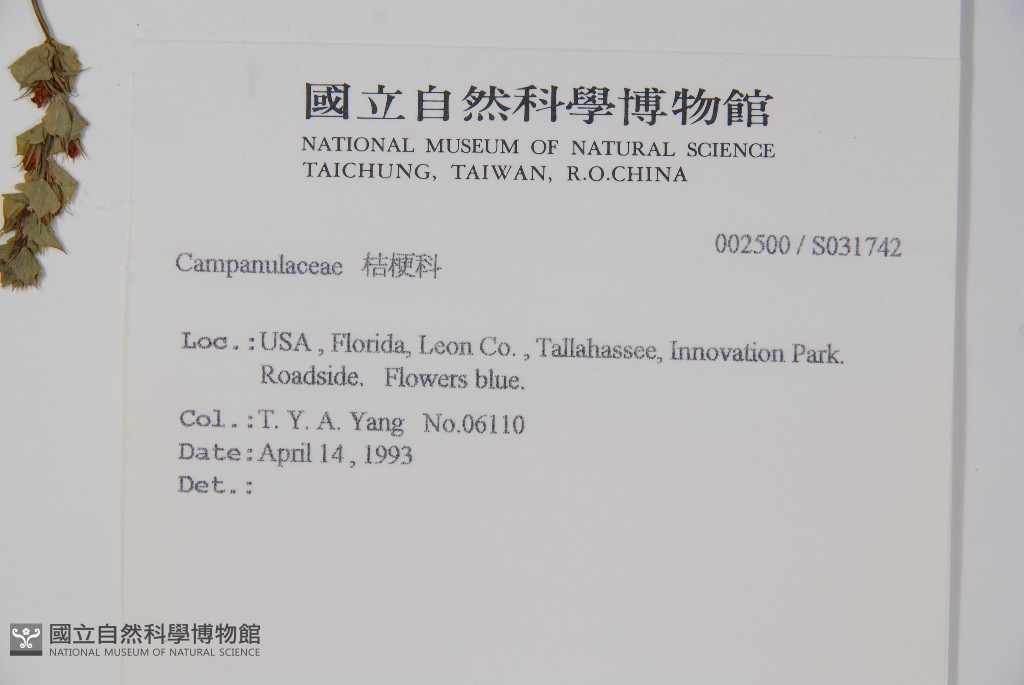 國立自然科學博物館
NATIONAL MUSEUM OF NATURAL SCIENCE
TAICHUNG, TAIWAN, R.O.CHINA
002500 / S031742
Campanulaceae 桔梗科
Loc.: USA , Florida, Leon Co. , Tallahassee, Innovation Park.
Roadside. Flowers blue.
Col.: T. Y. A. Yang No.06110
Date: April 14 , 1993
Det.:
國立自然科學博物館
NATIONAL MUSEUM OF NATURAL SCIENCE